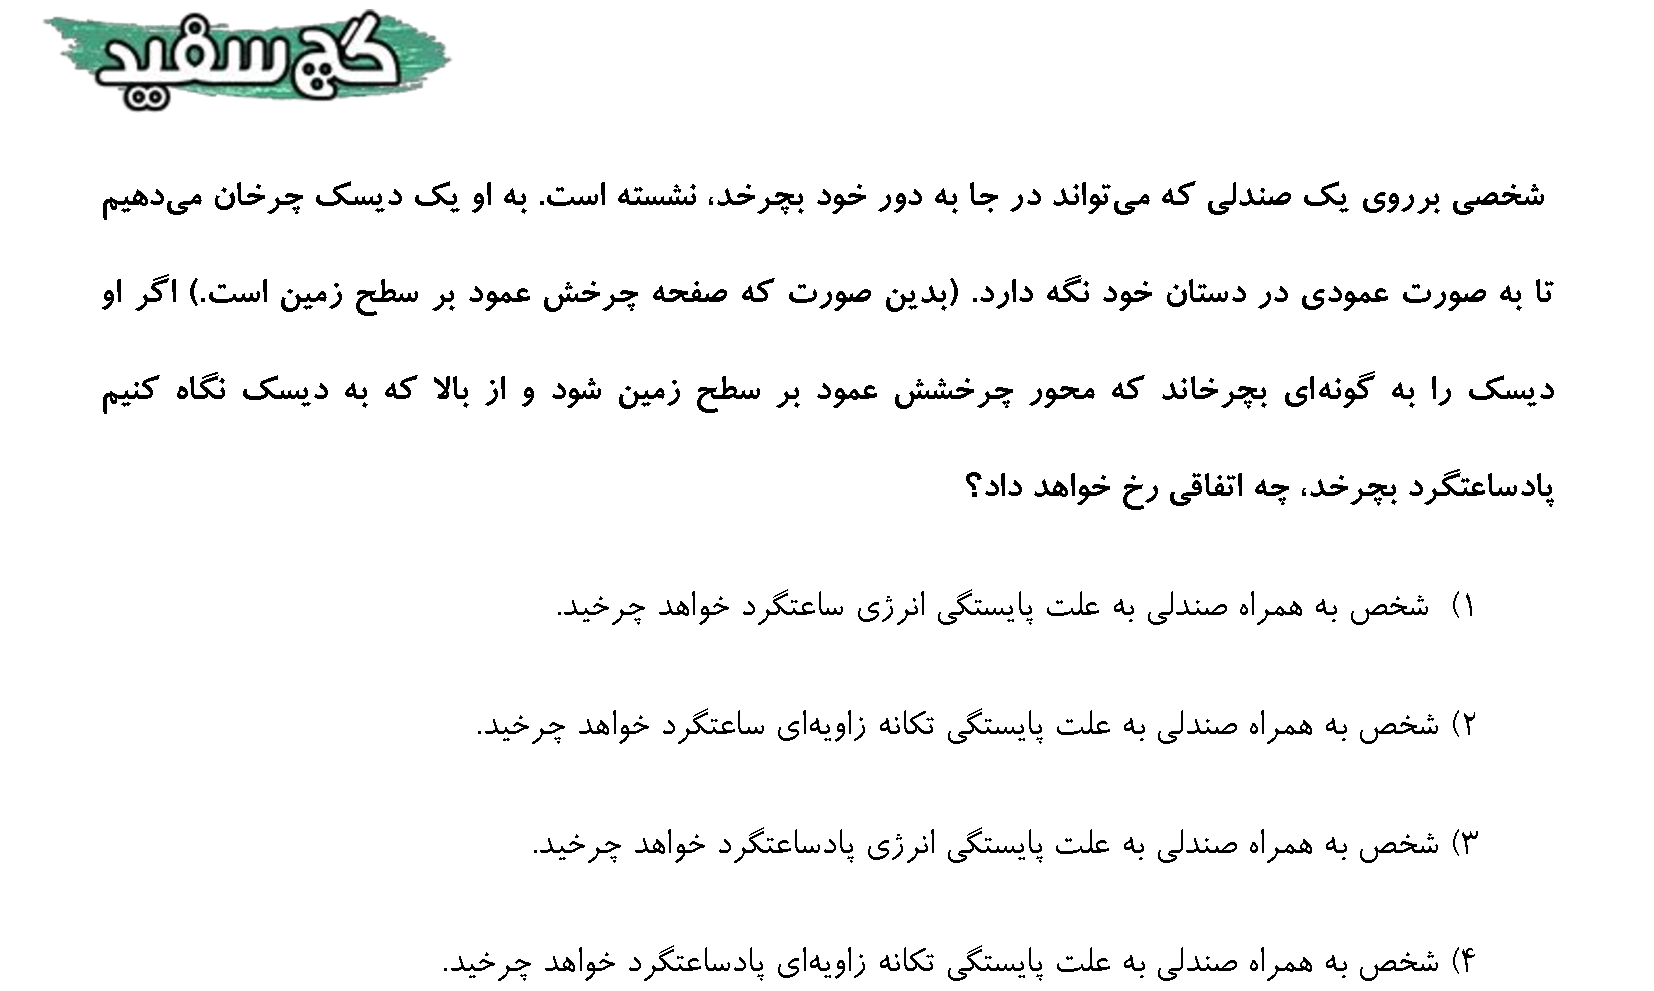 گچ سفید
شخصی برروی یک صندلی که می‌تواند در جا به دور خود بچرخد، نشسته است. به او یک دیسک چرخان می‌دهیم
تا به صورت عمودی در دستان خود نگه دارد. (بدین صورت که صفحه چرخش عمود بر سطح زمین است.) اگر او
دیسک را به گونه‌ای بچرخاند که محور چرخشش عمود بر سطح زمین شود و از بالا که به دیسک نگاه کنیم
پادساعتگرد بچرخد، چه اتفاقی رخ خواهد داد؟
۱) شخص به همراه صندلی به علت پایستگی انرژی ساعتگرد خواهد چرخید.
۲) شخص به همراه صندلی به علت پایستگی تکانه زاویه‌ای ساعتگرد خواهد چرخید.
۳) شخص به همراه صندلی به علت پایستگی انرژی پادساعتگرد خواهد چرخید.
۴) شخص به همراه صندلی به علت پایستگی تکانه زاویه‌ای پادساعتگرد خواهد چرخید.